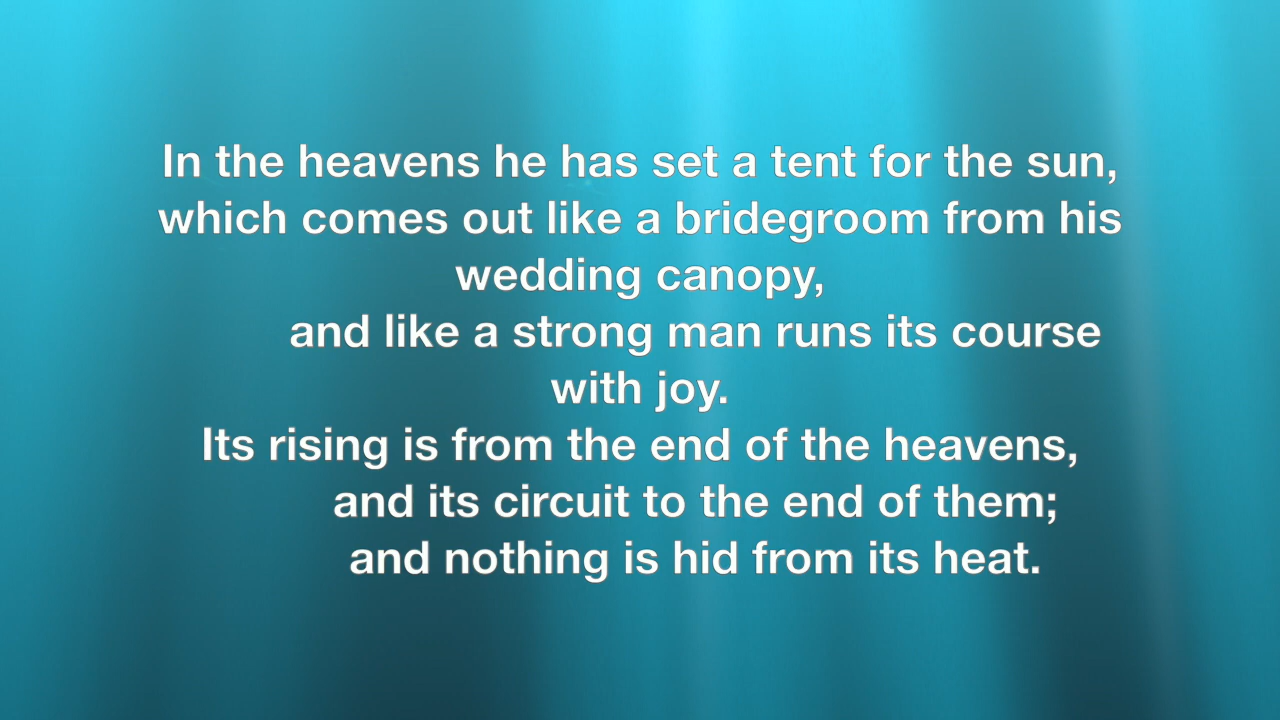 In the heavens he has set a tent for the sun,
which comes out like a bridegroom from his
wedding canopy,
and like a strong man runs its course
with joy.
Its rising is from the end of the heavens,
and its circuit to the end of them;
and nothing is hid from its heat.